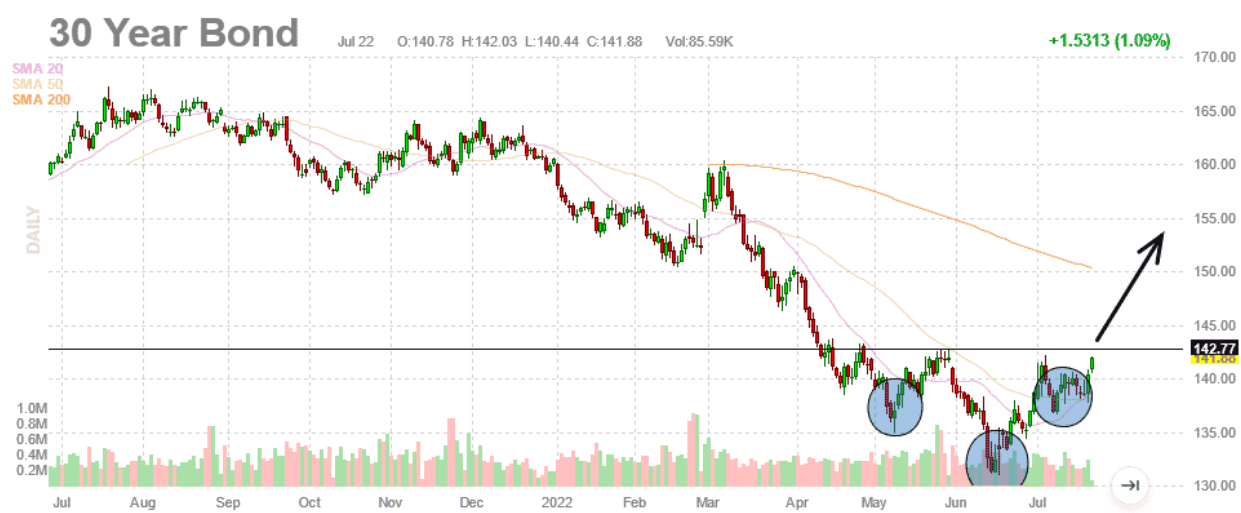 30 Year Bond Jul 22 O:140.78 H:142.03 L:140.44 C:141.88 Vol:85.59K +1.5313 (1.09%)
SMA 20
SMA 50
SMA 200
170.00
165.00
160.00
155.00
150.00
145.00
142.77
141.88
140.00
135.00
130.00
DAILY
1.0M
0.8M
0.6M
0.4M
0.2M
Jul Aug Sep Oct Nov Dec 2022 Feb Mar Apr May Jun Jul